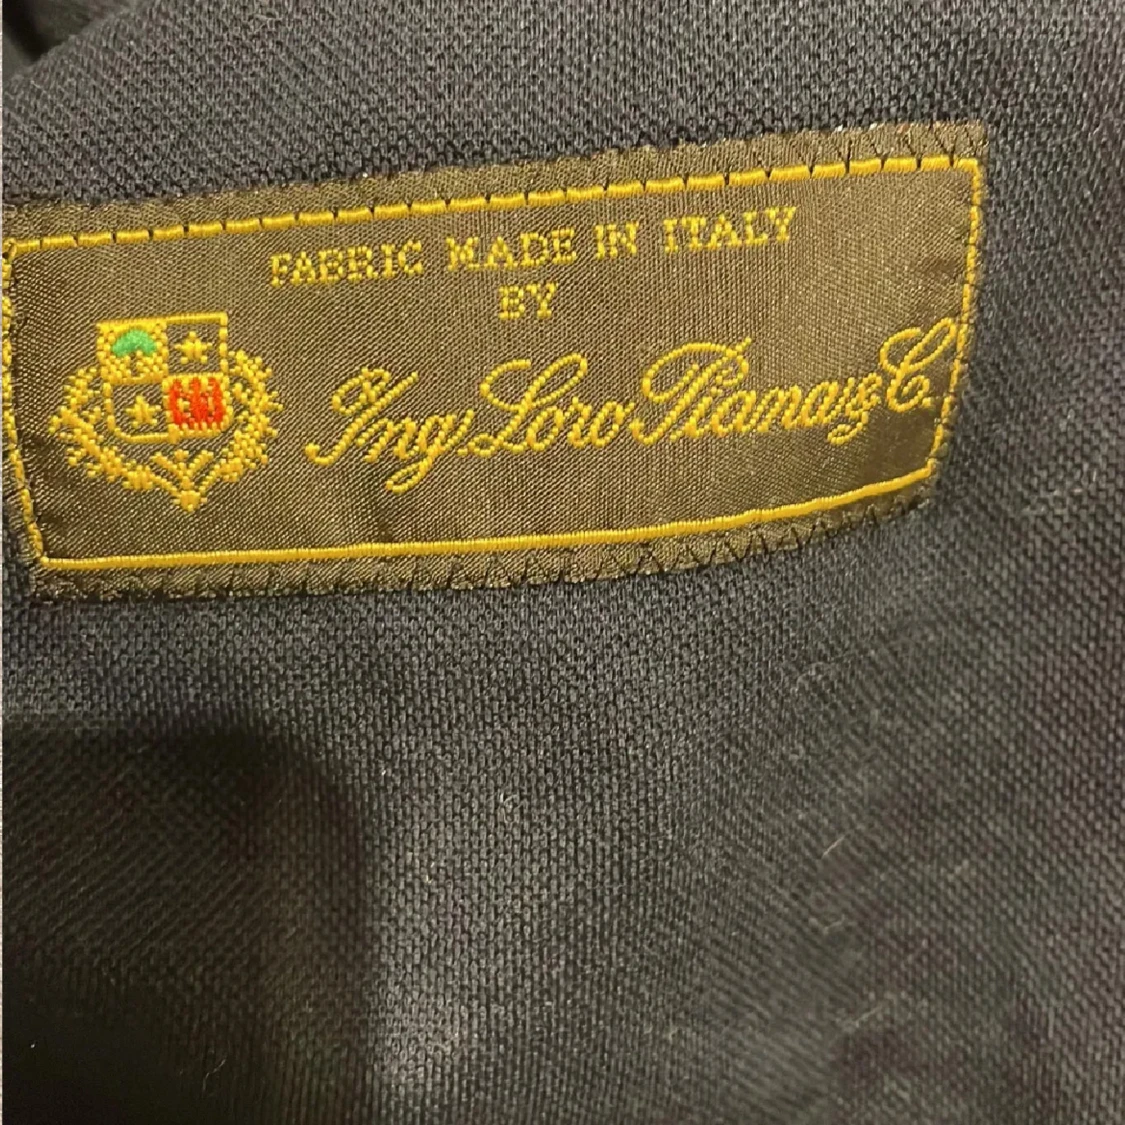 FABRIC MADE IN ITALY
BY
Ing Loro Piana & C.